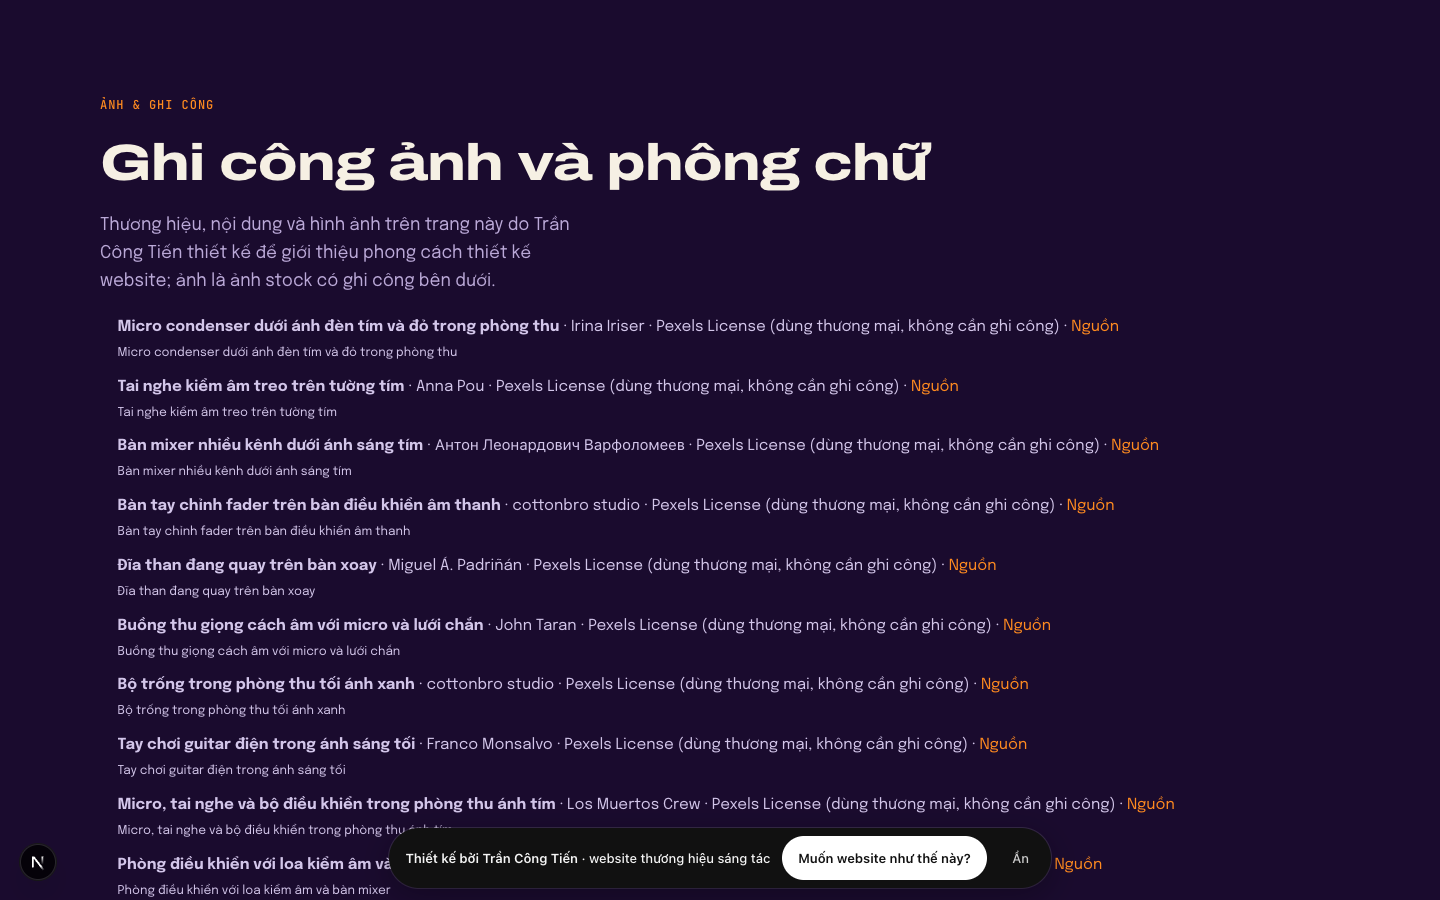 ẢNH & GHI CÔNG
Ghi công ảnh và phông chữ
Thương hiệu, nội dung và hình ảnh trên trang này do Trần
Công Tiến thiết kế để giới thiệu phong cách thiết kế
website; ảnh là ảnh stock có ghi công bên dưới.
Micro condenser dưới ánh đèn tím và đỏ trong phòng thu · Irina Iriser · Pexels License (dùng thương mại, không cần ghi công) · Nguồn
Micro condenser dưới ánh đèn tím và đỏ trong phòng thu
Tai nghe kiểm âm treo trên tường tím · Anna Pou · Pexels License (dùng thương mại, không cần ghi công) · Nguồn
Tai nghe kiểm âm treo trên tường tím
Bàn mixer nhiều kênh dưới ánh sáng tím · Антон Леонардович Варфоломеев · Pexels License (dùng thương mại, không cần ghi công) · Nguồn
Bàn mixer nhiều kênh dưới ánh sáng tím
Bàn tay chỉnh fader trên bàn điều khiển âm thanh · cottonbro studio · Pexels License (dùng thương mại, không cần ghi công) · Nguồn
Bàn tay chỉnh fader trên bàn điều khiển âm thanh
Đĩa than đang quay trên bàn xoay · Miguel Á. Padriñán · Pexels License (dùng thương mại, không cần ghi công) · Nguồn
Đĩa than đang quay trên bàn xoay
Buồng thu giọng cách âm với micro và lưới chắn · John Taran · Pexels License (dùng thương mại, không cần ghi công) · Nguồn
Buồng thu giọng cách âm với micro và lưới chắn
Bộ trống trong phòng thu tối ánh xanh · cottonbro studio · Pexels License (dùng thương mại, không cần ghi công) · Nguồn
Bộ trống trong phòng thu tối ánh xanh
Tay chơi guitar điện trong ánh sáng tối · Franco Monsalvo · Pexels License (dùng thương mại, không cần ghi công) · Nguồn
Tay chơi guitar điện trong ánh sáng tối
Micro, tai nghe và bộ điều khiển trong phòng thu ánh tím · Los Muertos Crew · Pexels License (dùng thương mại, không cần ghi công) · Nguồn
Micro, tai nghe và bộ điều khiển trong phòng thu
Phòng điều khiển với loa kiểm âm và Nguồn
Phòng điều khiển với loa kiểm âm và bàn mixer
Thiết kế bởi Trần Công Tiến · website thương hiệu sáng tác
Muốn website như thế này?
Ẩn